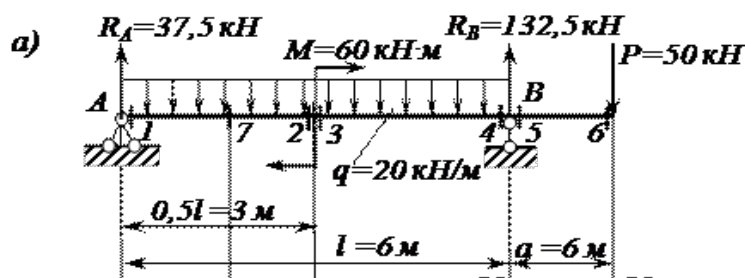 а)
R_A=37,5 кН
M=60 кН·м
R_B=132,5 кН
P=50 кН
A
B
1 7 2 3 4 5 6
q=20 кН/м
0,5l=3 м
l=6 м
a=6 м